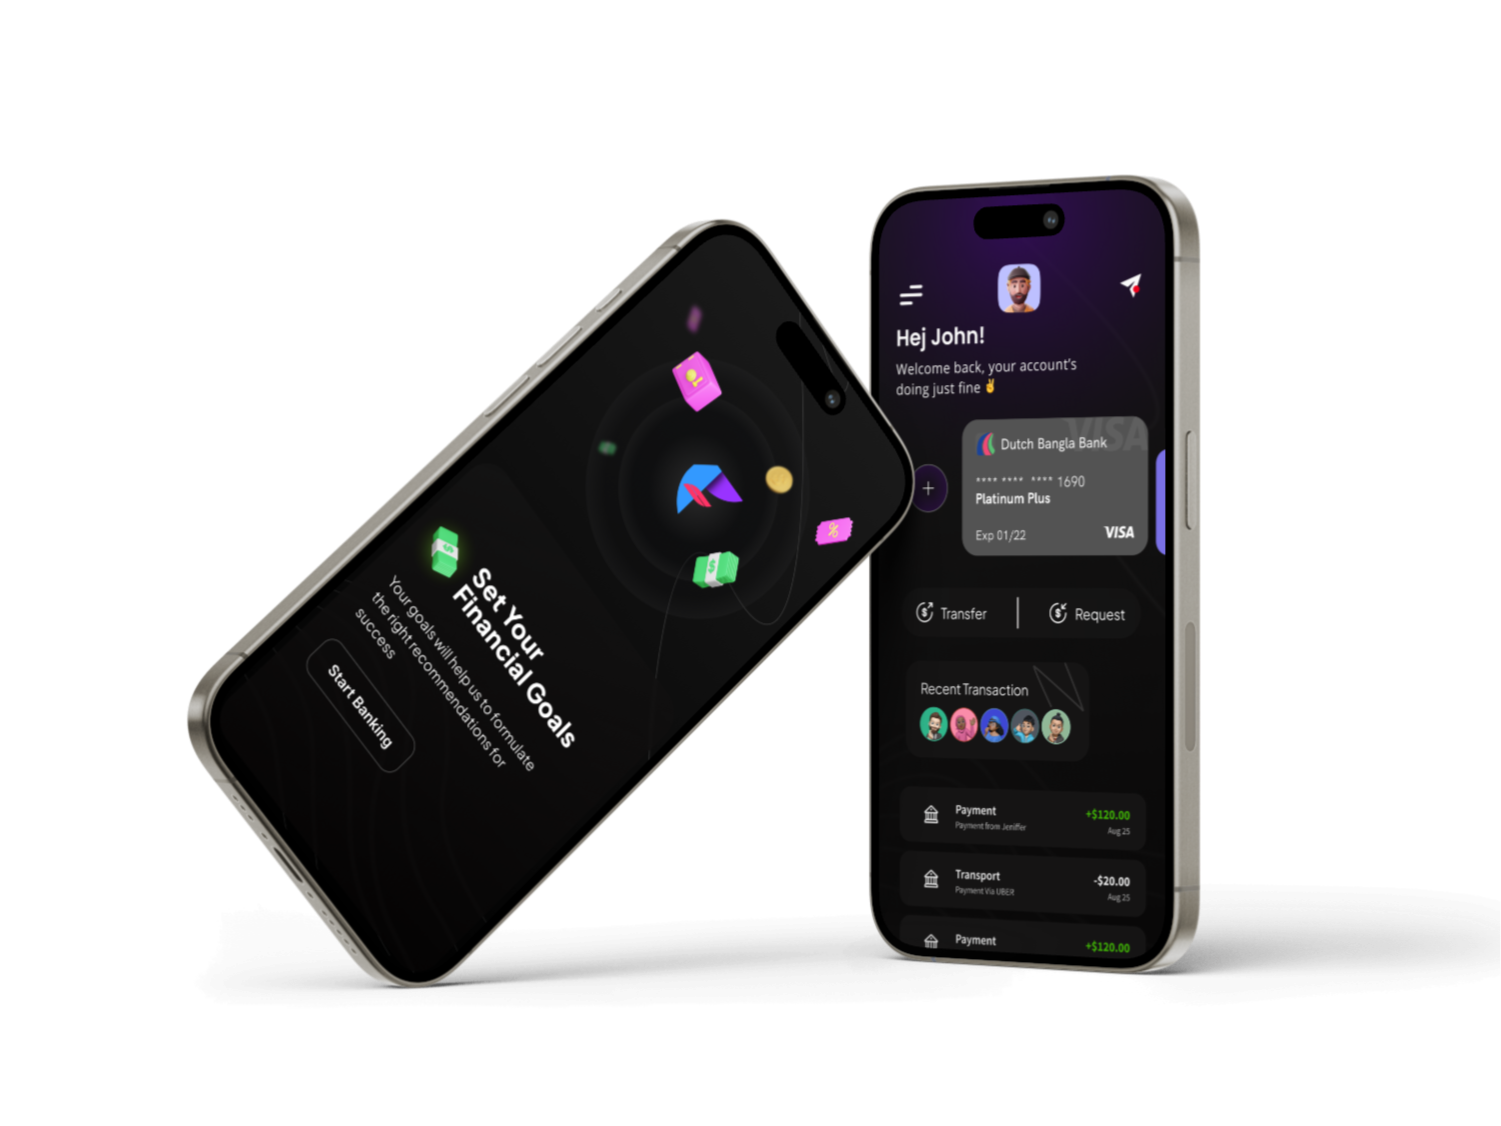 Set Your
Financial Goals
Your goals will help us to formulate
the right recommendations for
success
Start Banking
Hej John!
Welcome back, your account's
doing just fine ✌️
VISA
Dutch Bangla Bank
**** **** **** 1690
Platinum Plus
Exp 01/22
VISA
Transfer
Request
Recent Transaction
Payment
+$120.00
Payment from Jeniffer
Aug 25
Transport
-$20.00
Payment Via UBER
Aug 25
Payment
+$120.00